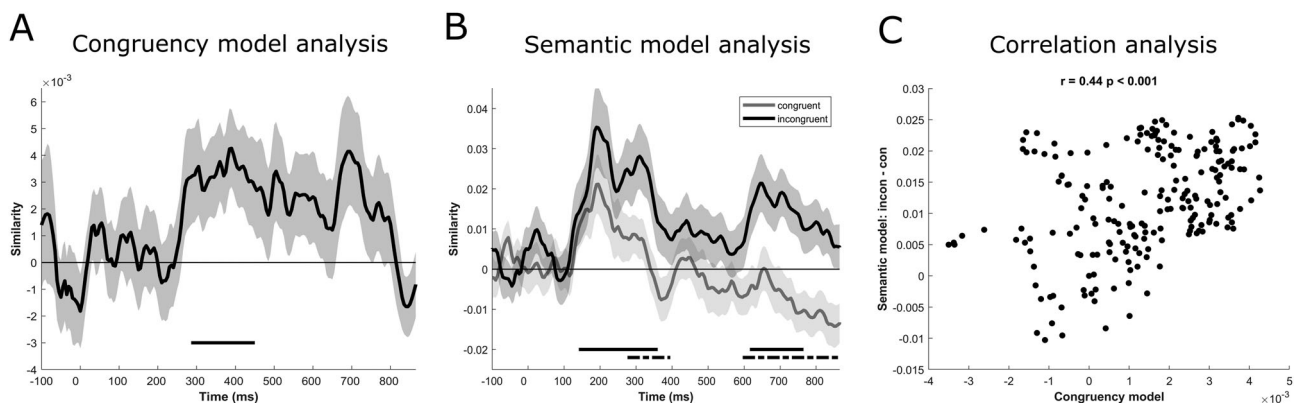 A
Congruency model analysis
×10⁻³
6
5
4
3
2
1
0
-1
-2
-3
-4
Similarity
-100 0 100 200 300 400 500 600 700 800
Time (ms)
B
Semantic model analysis
congruent
incongruent
0.04
0.03
0.02
0.01
0
-0.01
-0.02
Similarity
-100 0 100 200 300 400 500 600 700 800
Time (ms)
C
Correlation analysis
r = 0.44 p < 0.001
0.03
0.025
0.02
0.015
0.01
0.005
0
-0.005
-0.01
-0.015
Semantic model: incon - con
-4 -3 -2 -1 0 1 2 3 4 5
Congruency model
×10⁻³